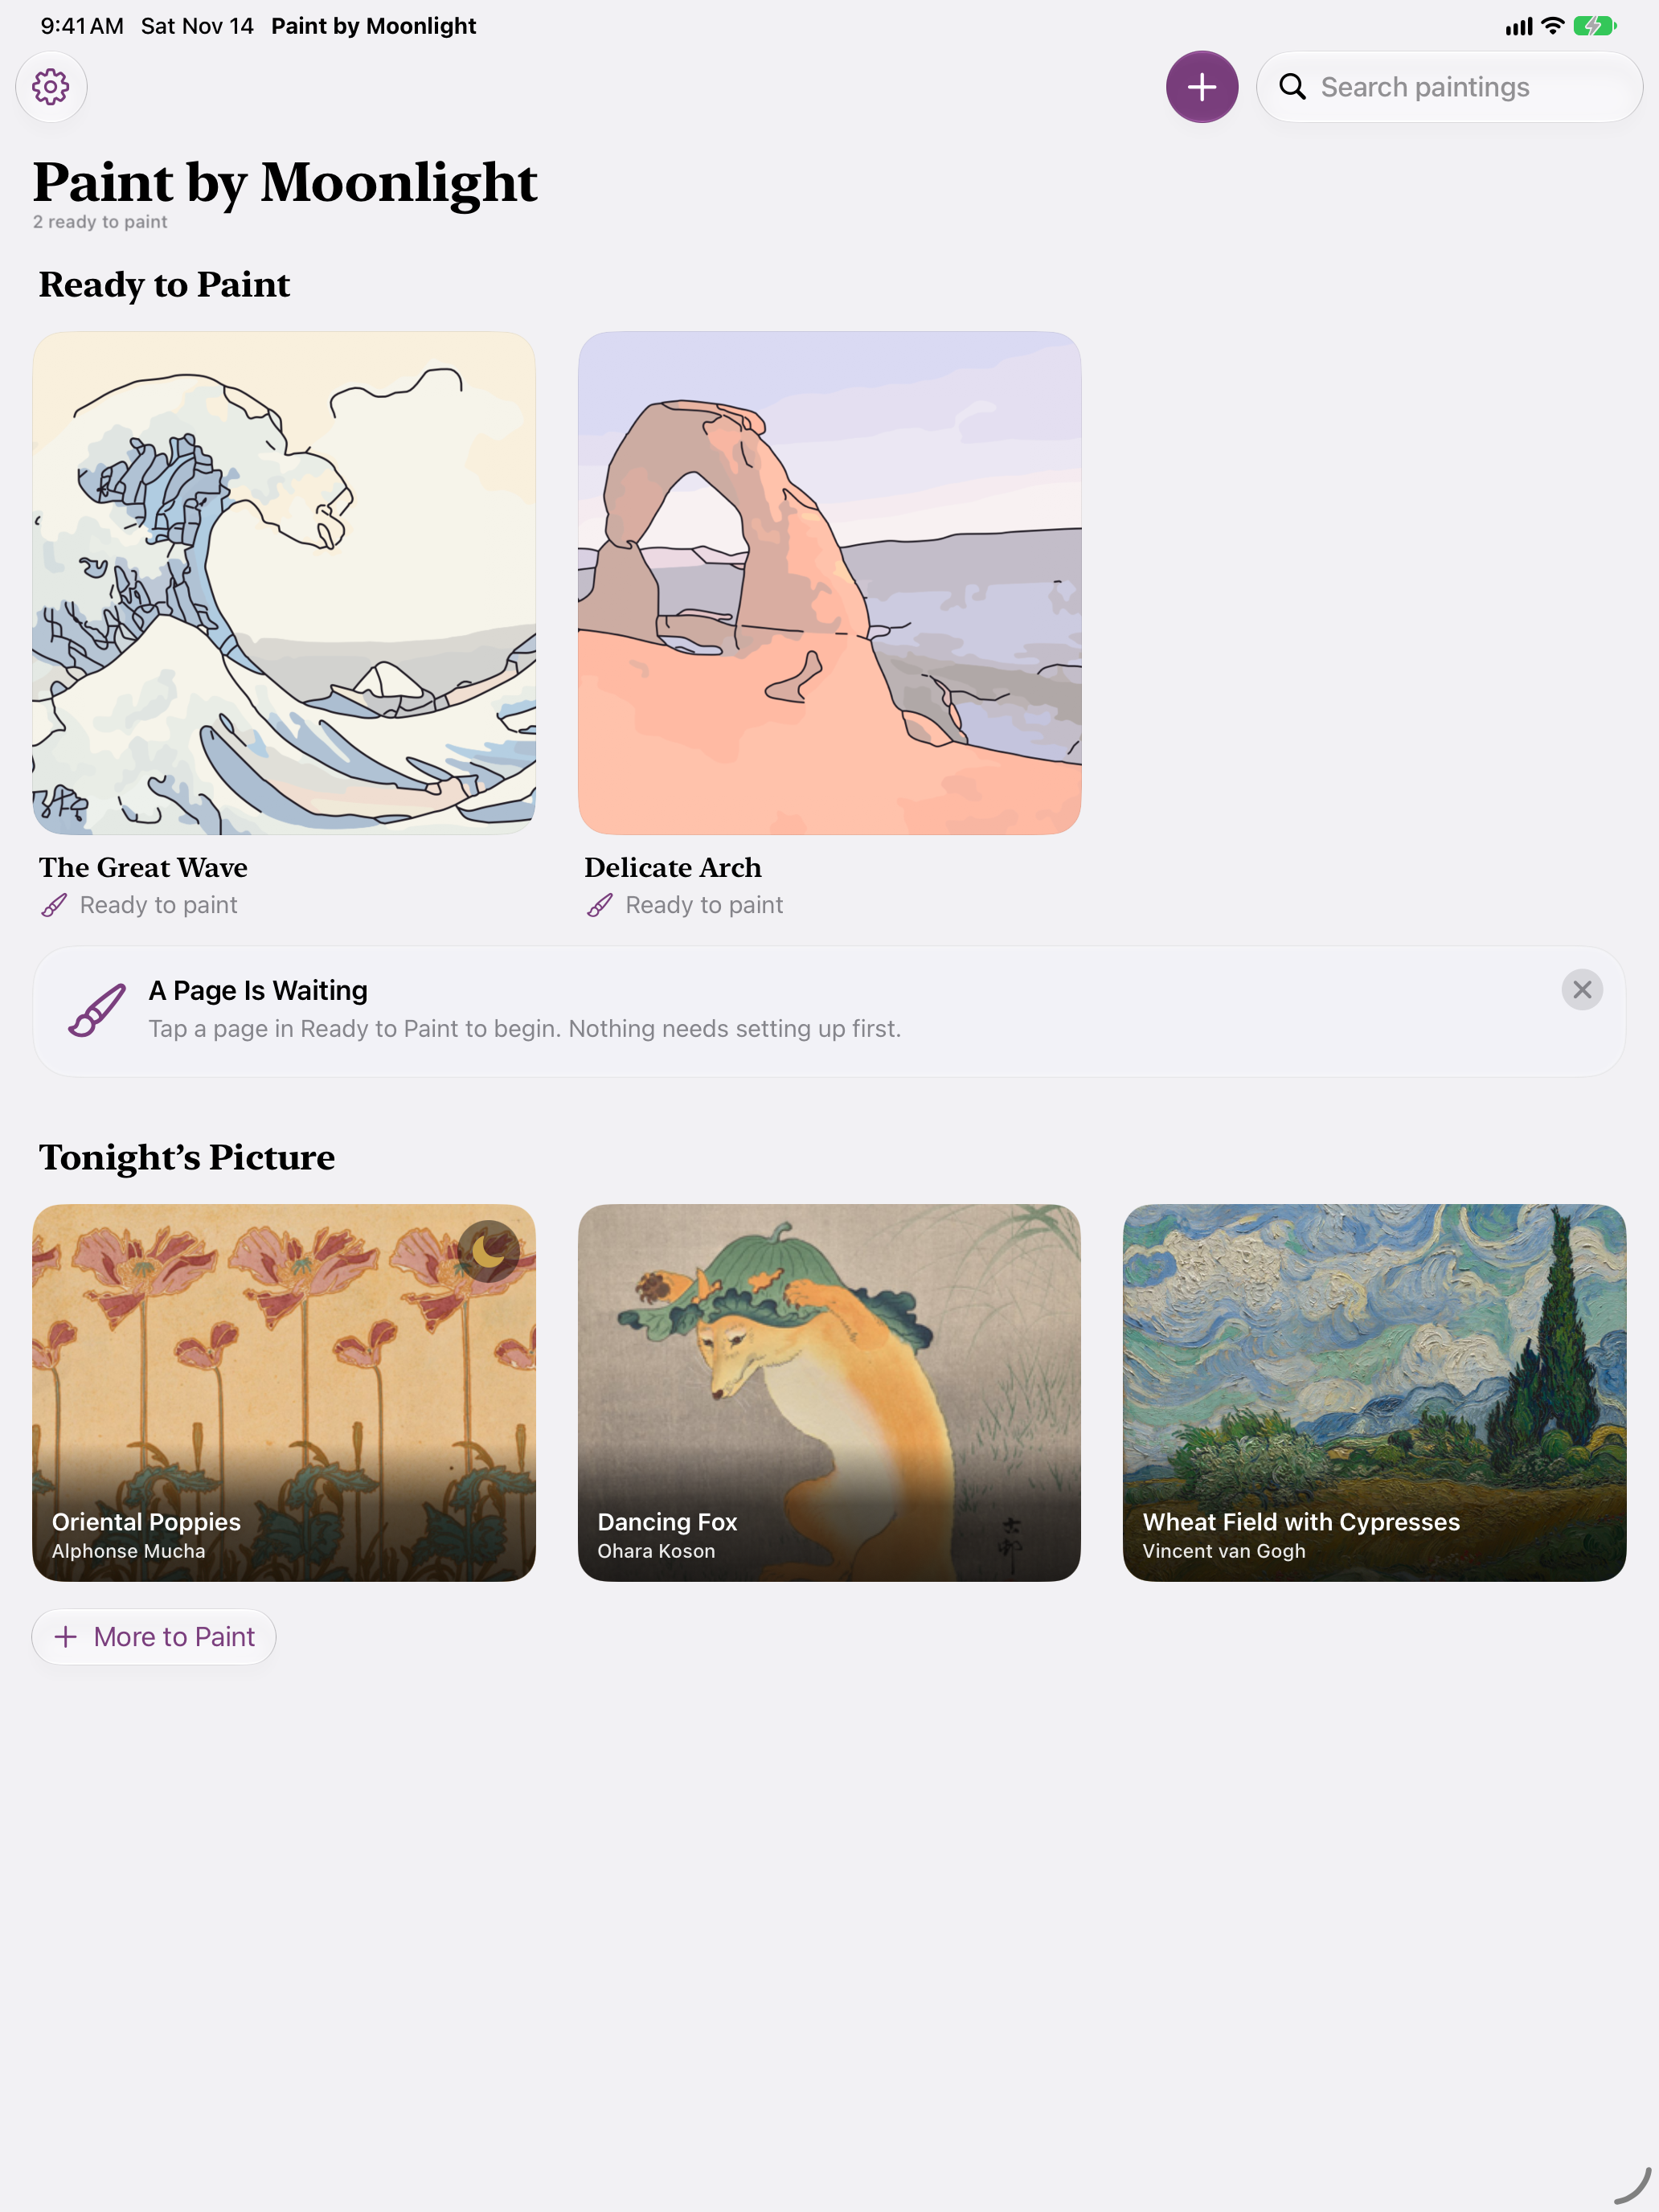 9:41 AM Sat Nov 14 Paint by Moonlight
Search paintings
Paint by Moonlight
2 ready to paint
Ready to Paint
The Great Wave
Ready to paint
Delicate Arch
Ready to paint
A Page Is Waiting
Tap a page in Ready to Paint to begin. Nothing needs setting up first.
Tonight’s Picture
Oriental Poppies
Alphonse Mucha
Dancing Fox
Ohara Koson
Wheat Field with Cypresses
Vincent van Gogh
More to Paint